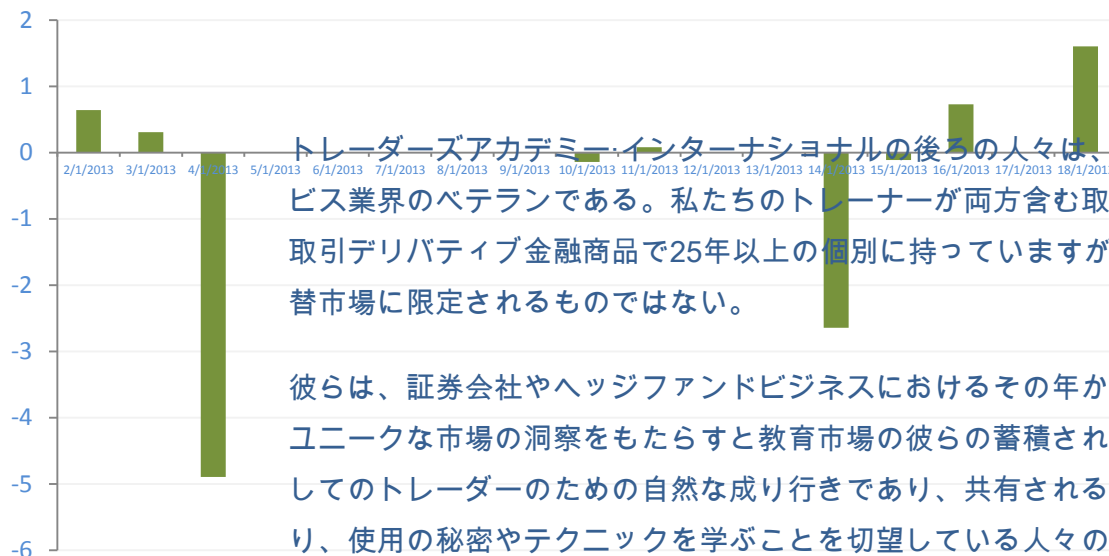 2
1
0
-1
-2
-3
-4
-5
-6
2/1/2013 3/1/2013 4/1/2013 5/1/2013 6/1/2013 7/1/2013 8/1/2013 9/1/2013 10/1/2013 11/1/2013 12/1/2013 13/1/2013 14/1/2013 15/1/2013 16/1/2013 17/1/2013 18/1/2013
トレーダーズアカデミー·インターナショナルの後ろの人々は、
ビス業界のベテランである。私たちのトレーナーが両方含む取
取引デリバティブ金融商品で25年以上の個別に持っていますが
替市場に限定されるものではない。
彼らは、証券会社やヘッジファンドビジネスにおけるその年か
ユニークな市場の洞察をもたらすと教育市場の彼らの蓄積され
してのトレーダーのための自然な成り行きであり、共有される
り、使用の秘密やテクニックを学ぶことを切望している人々の